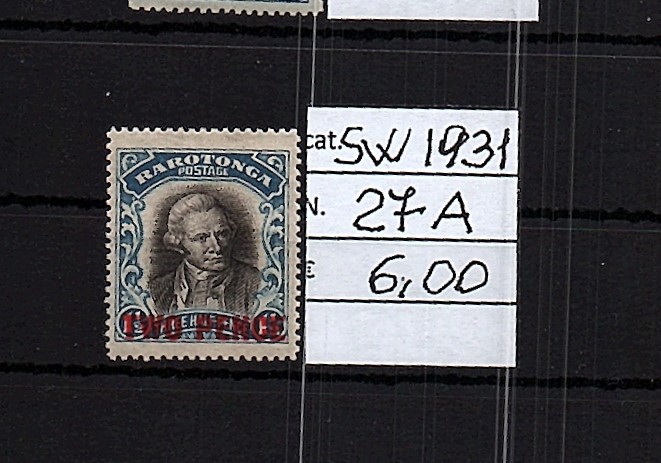 RAROTONGA
POSTAGE
TWO PENCE
cat. SW 1931
N. 27A
€ 6,00